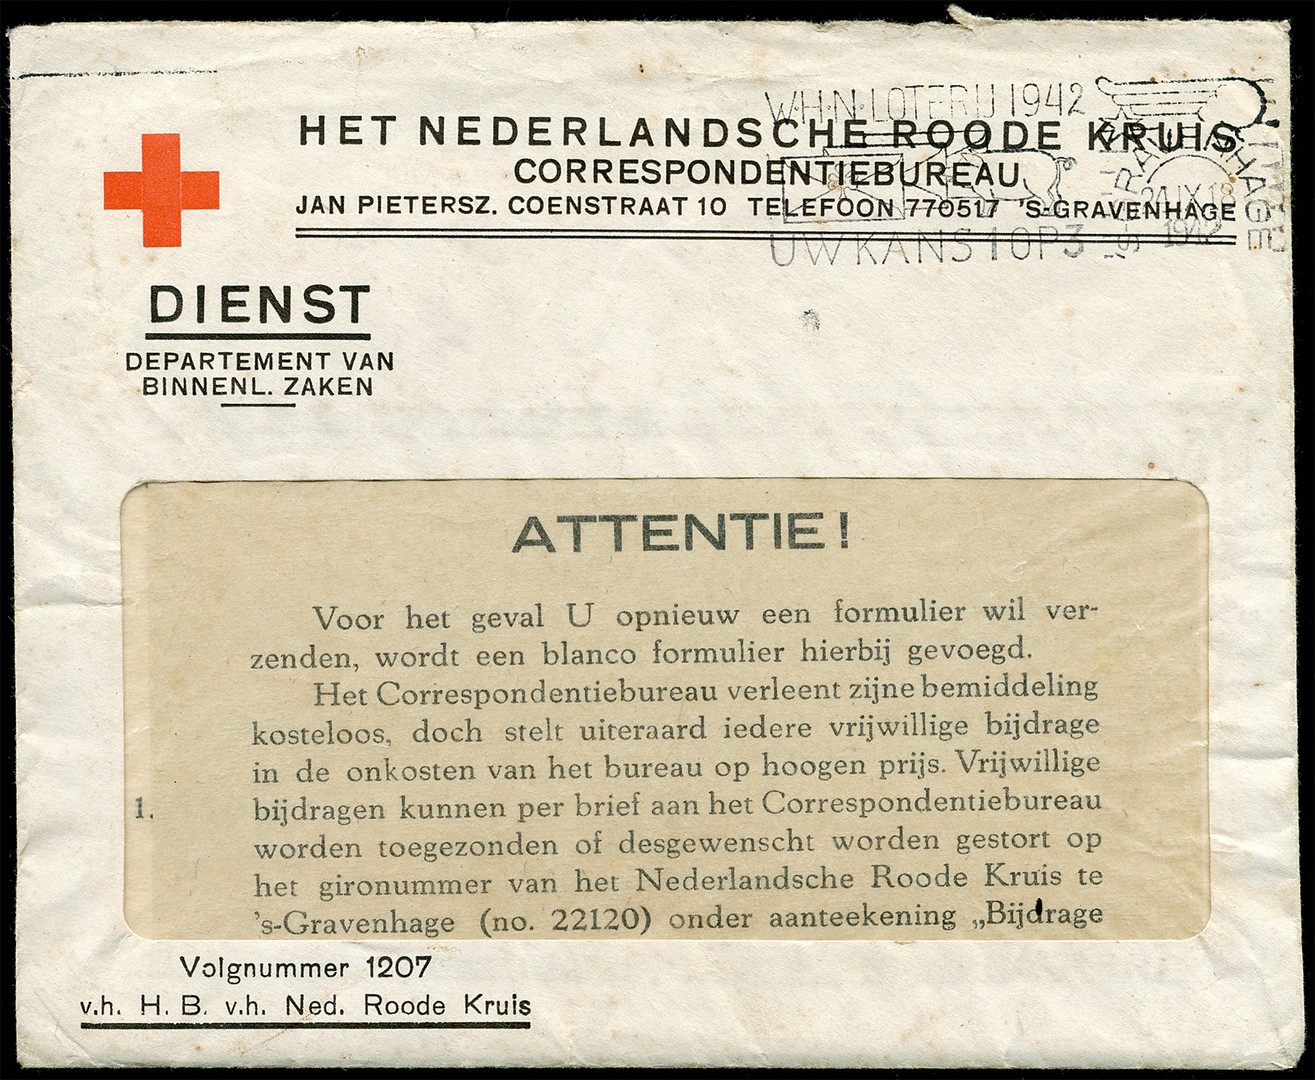 W·H·N·LOTERIJ 1942
UW KANS 1 OP 3
'S-GRAVENHAGE
1942
HET NEDERLANDSCHE ROODE KRUIS
CORRESPONDENTIEBUREAU
JAN PIETERSZ. COENSTRAAT 10 TELEFOON 770517 'S-GRAVENHAGE
DIENST
DEPARTEMENT VAN
BINNENL. ZAKEN
ATTENTIE!
Voor het geval U opnieuw een formulier wil ver-
zenden, wordt een blanco formulier hierbij gevoegd.
Het Correspondentiebureau verleent zijne bemiddeling
kosteloos, doch stelt uiteraard iedere vrijwillige bijdrage
in de onkosten van het bureau op hoogen prijs. Vrijwillige
1. bijdragen kunnen per brief aan het Correspondentiebureau
worden toegezonden of desgewenscht worden gestort op
het gironummer van het Nederlandsche Roode Kruis te
's-Gravenhage (no. 22120) onder aanteekening „Bijdrage
Volgnummer 1207
v.h. H. B. v.h. Ned. Roode Kruis